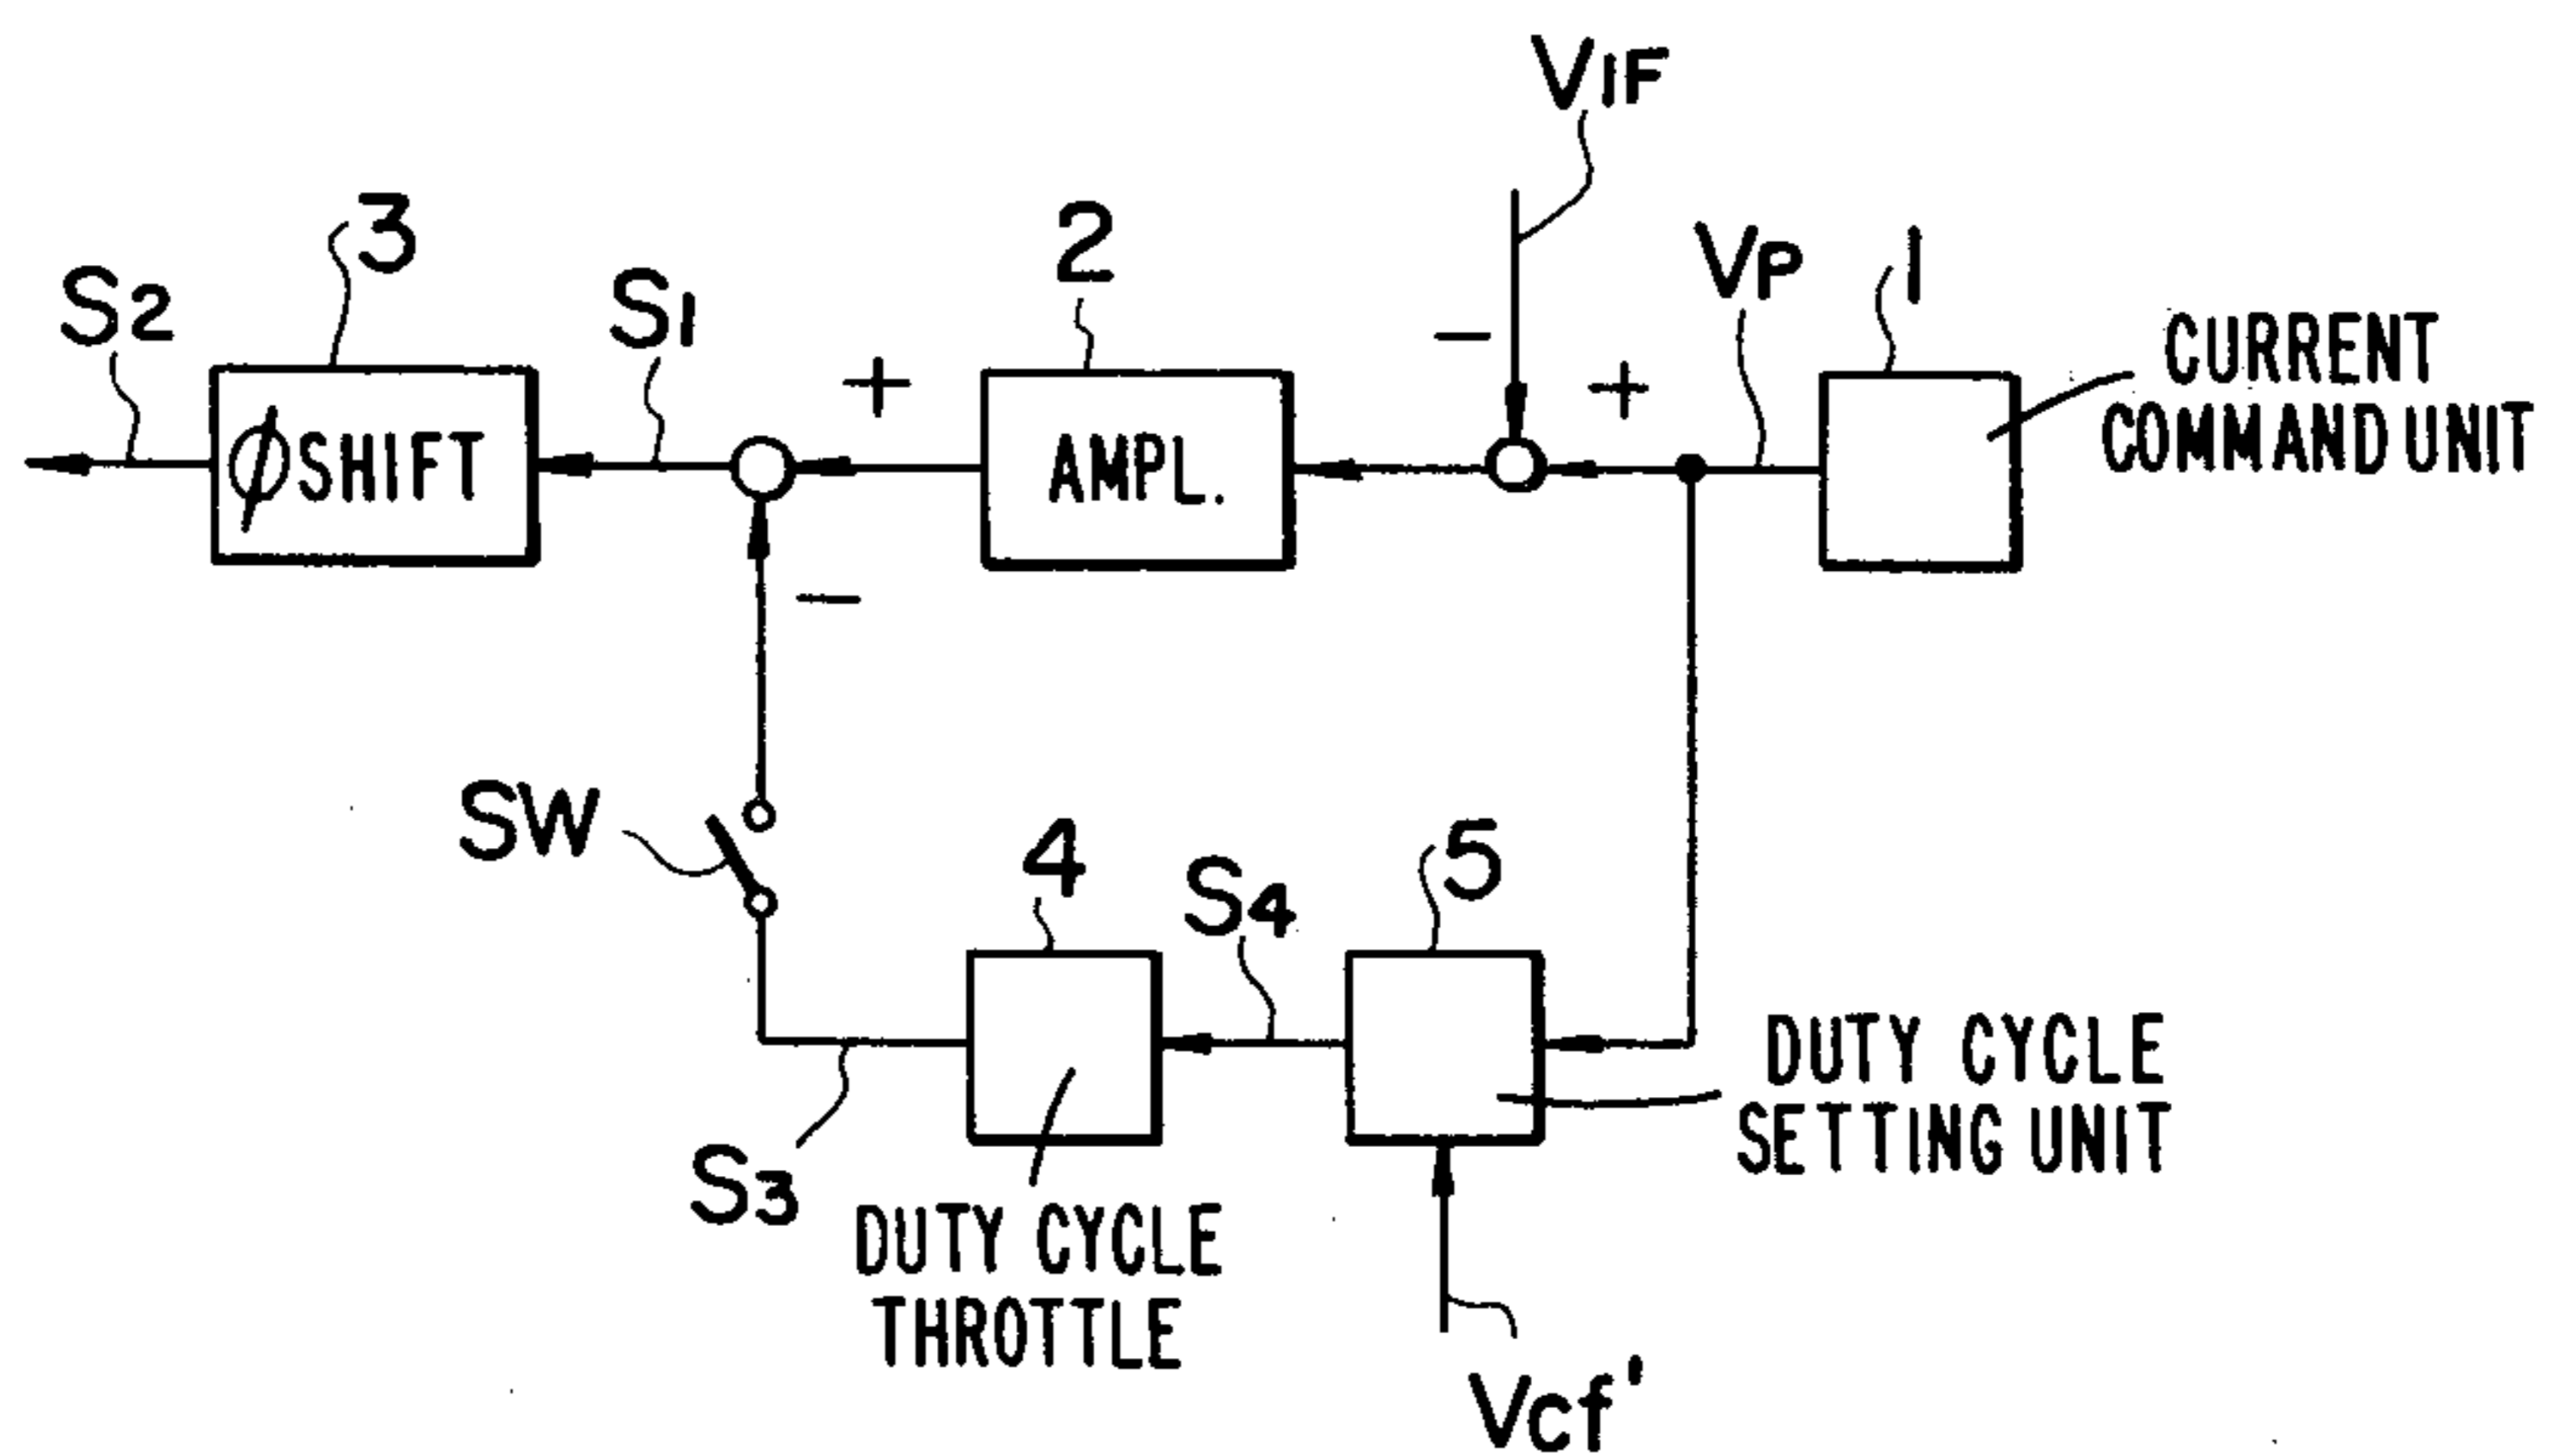 VIF
3
2
VP
1
S2
S1
CURRENT
COMMAND UNIT
+
−
+
φ SHIFT
AMPL.
−
SW
4
S4
5
DUTY CYCLE
SETTING UNIT
S3
DUTY CYCLE
THROTTLE
Vcf'